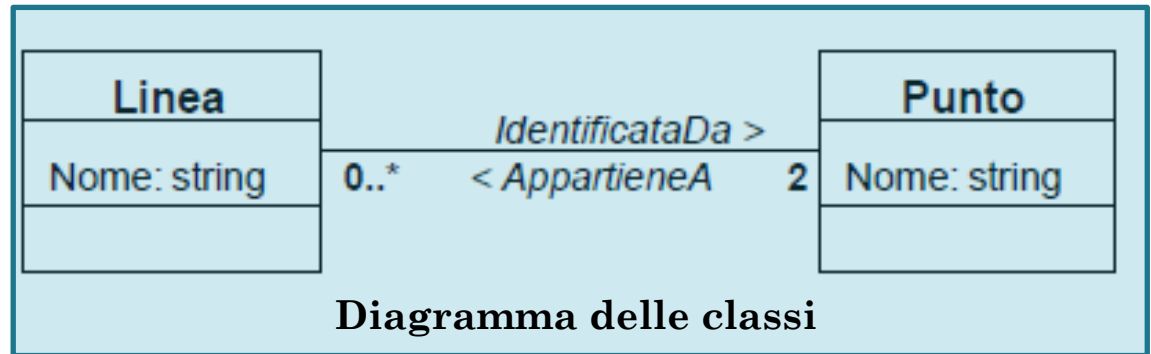 Linea
Nome: string
IdentificataDa >
0..* < AppartieneA 2
Punto
Nome: string
Diagramma delle classi